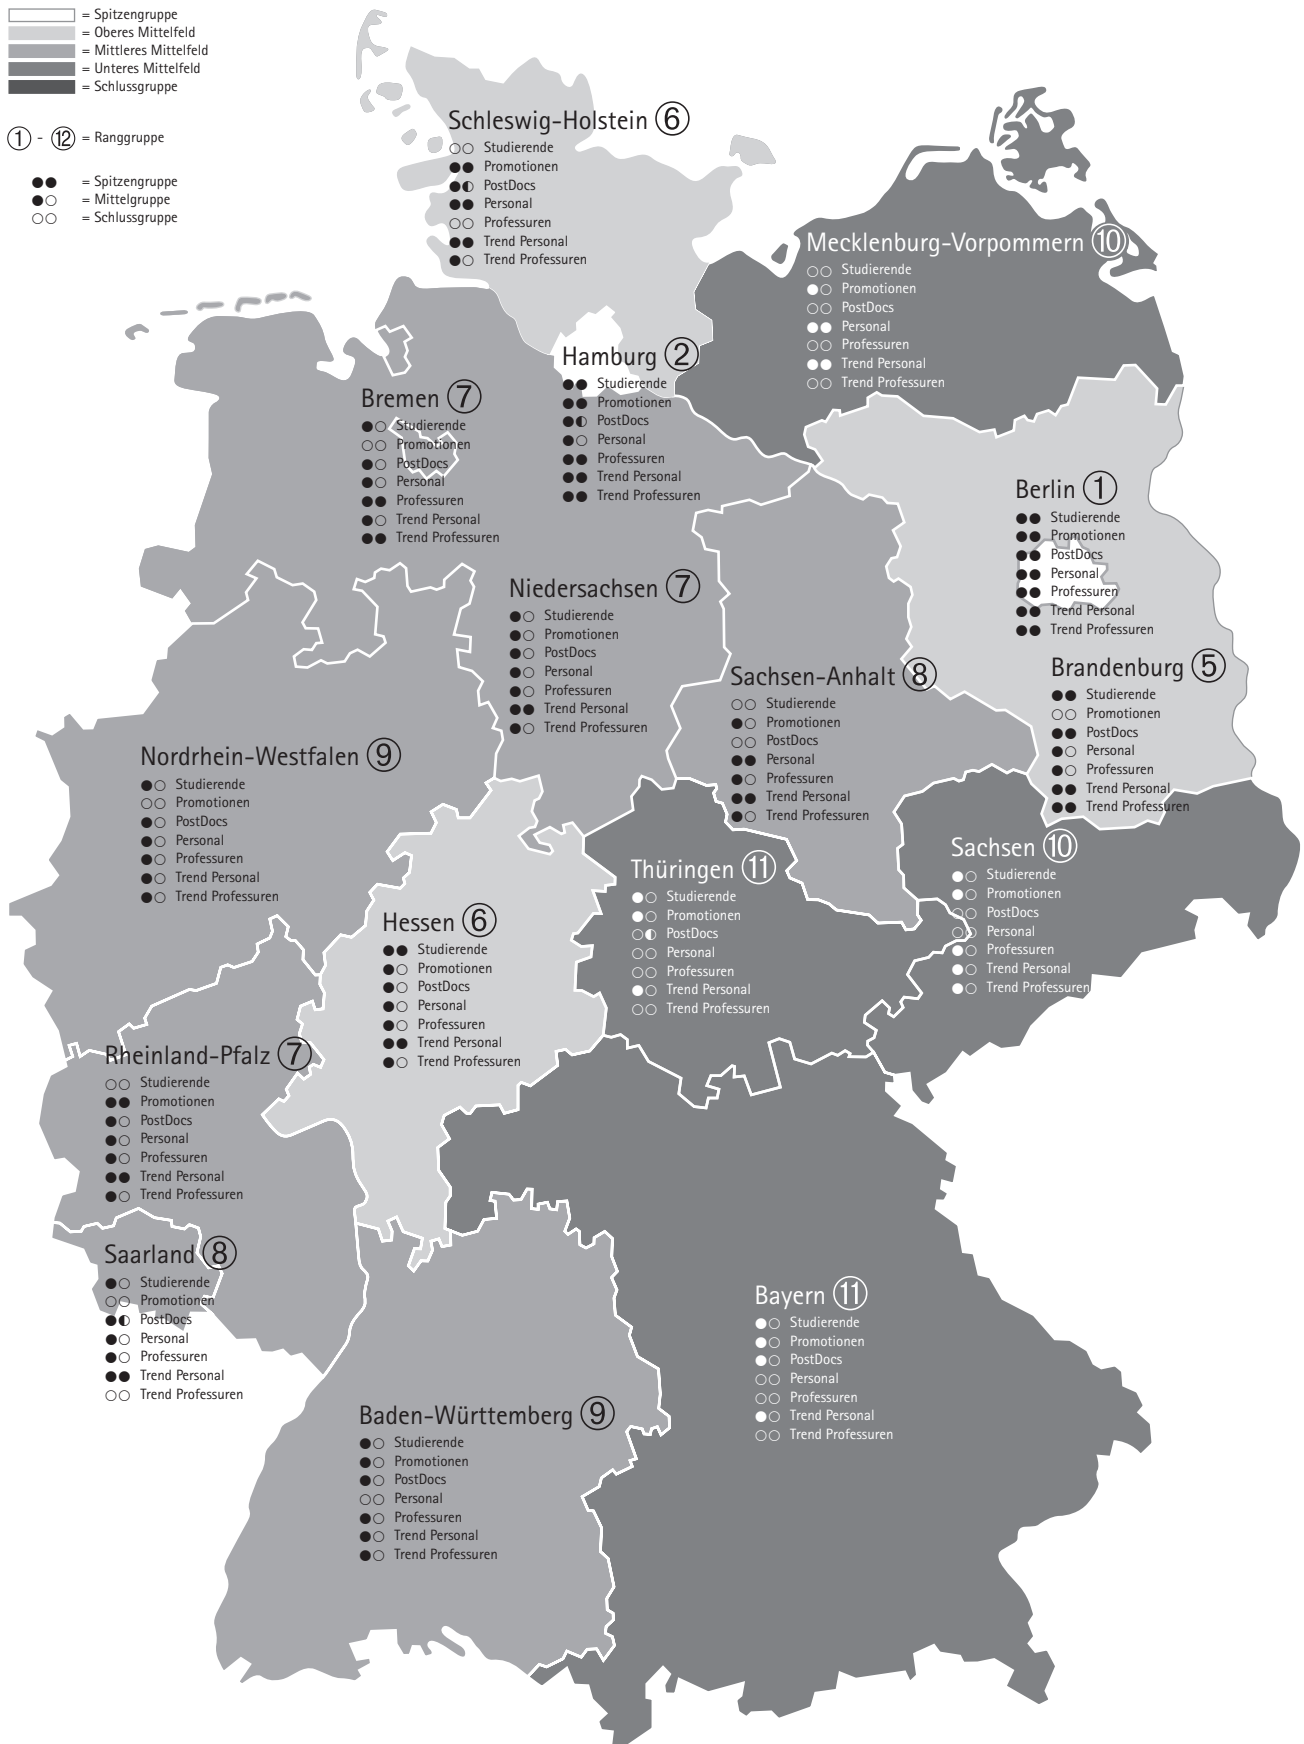 = Spitzengruppe
= Oberes Mittelfeld
= Mittleres Mittelfeld
= Unteres Mittelfeld
= Schlussgruppe
① - ⑫ = Ranggruppe
●● = Spitzengruppe
●○ = Mittelgruppe
○○ = Schlussgruppe
Schleswig-Holstein ⑥
○○ Studierende
●● Promotionen
●◐ PostDocs
●● Personal
○○ Professuren
●● Trend Personal
●○ Trend Professuren
Mecklenburg-Vorpommern ⑩
○○ Studierende
●○ Promotionen
○○ PostDocs
●● Personal
○○ Professuren
●● Trend Personal
○○ Trend Professuren
Hamburg ②
●● Studierende
●● Promotionen
●◐ PostDocs
●○ Personal
●● Professuren
●● Trend Personal
●● Trend Professuren
Bremen ⑦
●○ Studierende
○○ Promotionen
●○ PostDocs
●○ Personal
●● Professuren
●○ Trend Personal
●● Trend Professuren
Berlin ①
●● Studierende
●● Promotionen
●● PostDocs
●● Personal
●● Professuren
●● Trend Personal
●● Trend Professuren
Niedersachsen ⑦
●○ Studierende
●○ Promotionen
●○ PostDocs
●○ Personal
●○ Professuren
●● Trend Personal
●○ Trend Professuren
Brandenburg ⑤
●● Studierende
○○ Promotionen
●● PostDocs
●○ Personal
●○ Professuren
●● Trend Personal
●● Trend Professuren
Sachsen-Anhalt ⑧
○○ Studierende
●○ Promotionen
○○ PostDocs
●● Personal
●○ Professuren
●● Trend Personal
●○ Trend Professuren
Nordrhein-Westfalen ⑨
●○ Studierende
○○ Promotionen
●○ PostDocs
●○ Personal
●○ Professuren
●○ Trend Personal
●○ Trend Professuren
Sachsen ⑩
●○ Studierende
●○ Promotionen
○○ PostDocs
○○ Personal
●○ Professuren
●○ Trend Personal
●○ Trend Professuren
Thüringen ⑪
●○ Studierende
●○ Promotionen
○◐ PostDocs
○○ Personal
○○ Professuren
●○ Trend Personal
○○ Trend Professuren
Hessen ⑥
●● Studierende
●○ Promotionen
●○ PostDocs
●○ Personal
●○ Professuren
●● Trend Personal
●○ Trend Professuren
Rheinland-Pfalz ⑦
○○ Studierende
●● Promotionen
●○ PostDocs
●○ Personal
●○ Professuren
●● Trend Personal
●○ Trend Professuren
Saarland ⑧
●○ Studierende
○○ Promotionen
●◐ PostDocs
●○ Personal
●○ Professuren
●● Trend Personal
○○ Trend Professuren
Bayern ⑪
●○ Studierende
●○ Promotionen
●○ PostDocs
○○ Personal
○○ Professuren
●○ Trend Personal
○○ Trend Professuren
Baden-Württemberg ⑨
●○ Studierende
●○ Promotionen
●○ PostDocs
○○ Personal
●○ Professuren
●○ Trend Personal
●○ Trend Professuren